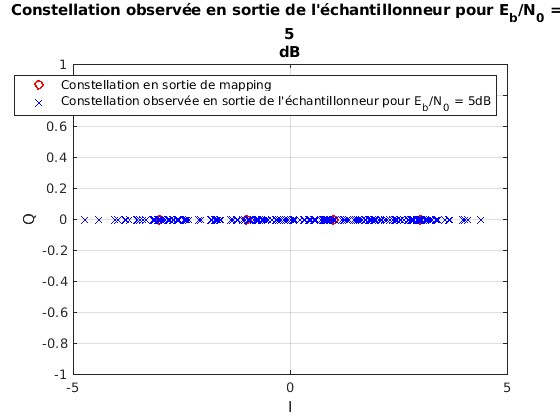 Constellation observée en sortie de l'échantillonneur pour E_b/N_0 =
5
dB
1
Constellation en sortie de mapping
Constellation observée en sortie de l'échantillonneur pour E_b/N_0 = 5dB
0.6
0.4
0.2
0
-0.2
-0.4
-0.6
-0.8
-1
Q
-5
0
5
I